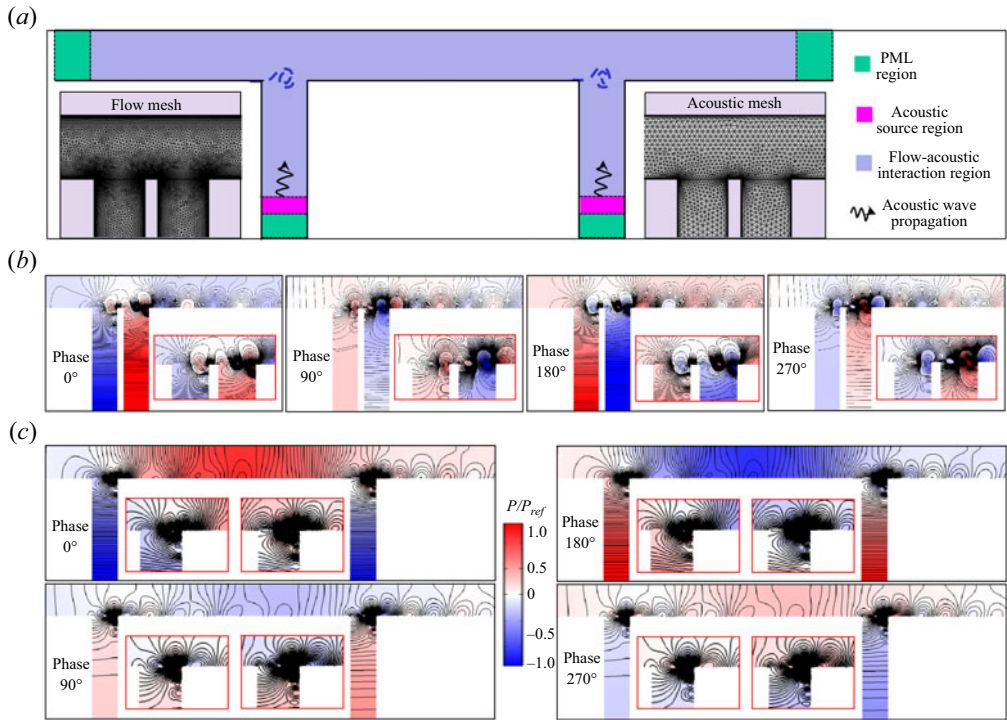 (a)
Flow mesh
Acoustic mesh
PML
region
Acoustic
source region
Flow-acoustic
interaction region
Acoustic wave
propagation
(b)
Phase
0°
Phase
90°
Phase
180°
Phase
270°
(c)
Phase
0°
P/Pref
1.0
0.5
0
−0.5
−1.0
Phase
180°
Phase
90°
Phase
270°